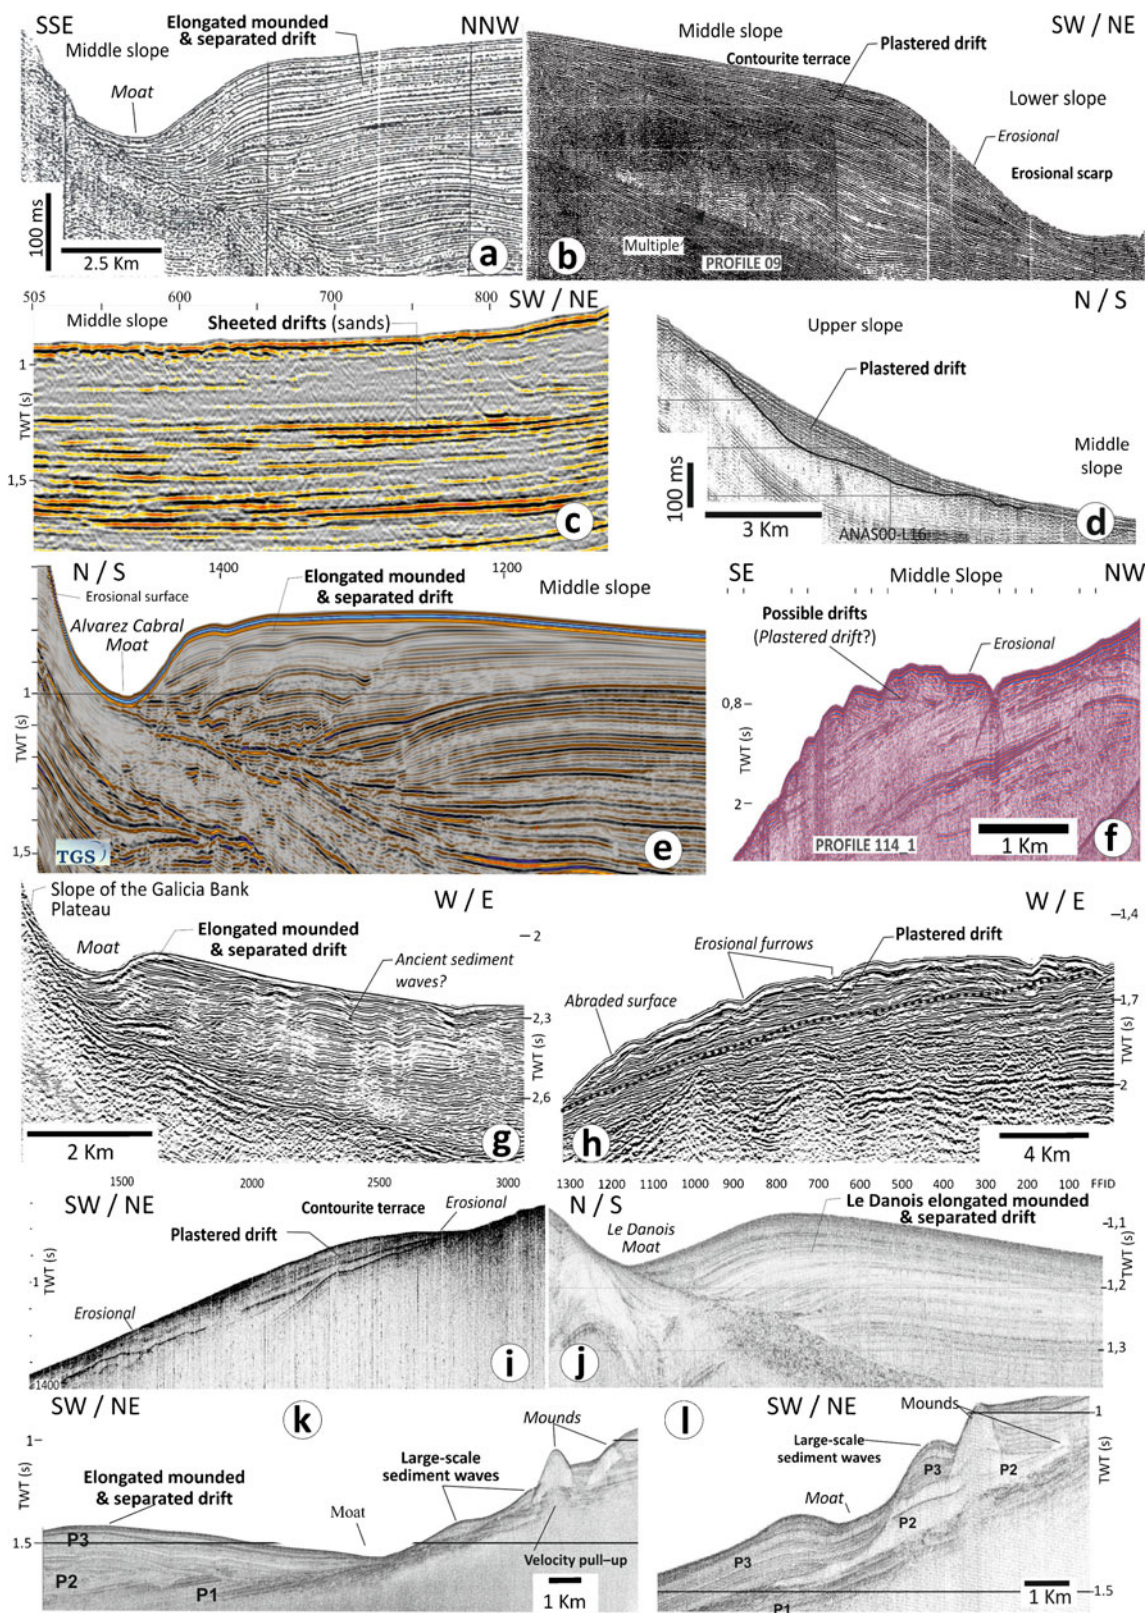 SSE
Elongated mounded
& separated drift
NNW
Middle slope
Moat
100 ms
2.5 Km
a
SW / NE
Middle slope
Contourite terrace
Plastered drift
Lower slope
Erosional
Erosional scarp
Multiple
PROFILE 09
b
505 600 700 800
SW / NE
Middle slope
Sheeted drifts (sands)
1
TWT (s)
1,5
c
N / S
Upper slope
Plastered drift
Middle
slope
100 ms
3 Km
ANAS00-L16
d
N / S
1400 1200
Erosional surface
Elongated mounded
& separated drift
Middle slope
Alvarez Cabral
Moat
1
TWT (s)
1,5
TGS
e
SE
Middle Slope
NW
Possible drifts
(Plastered drift?)
Erosional
0,8
TWT (s)
2
PROFILE 114_1
1 Km
f
Slope of the Galicia Bank
Plateau
W / E
Elongated mounded
& separated drift
Moat
Ancient sediment
waves?
2
2,3
TWT (s)
2,6
2 Km
g
W / E
1,4
Plastered drift
Erosional furrows
Abraded surface
1,7
TWT (s)
2
h
4 Km
1500 2000 2500 3000
SW / NE
Contourite terrace
Erosional
Plastered drift
TWT (s)
1
Erosional
1400
i
1300 1200 1100 1000 900 800 700 600 500 400 300 200 100 FFID
N / S
Le Danois elongated mounded
& separated drift
Le Danois
Moat
1,1
TWT (s)
1,2
1,3
j
SW / NE
k
Mounds
1
TWT (s)
Large-scale
sediment waves
Elongated mounded
& separated drift
Moat
1.5
P3
P2
P1
Velocity pull-up
1 Km
l
SW / NE
Mounds
1
Large-scale
sediment waves
TWT (s)
P3
P2
Moat
P2
P3
P1
1 Km
1.5